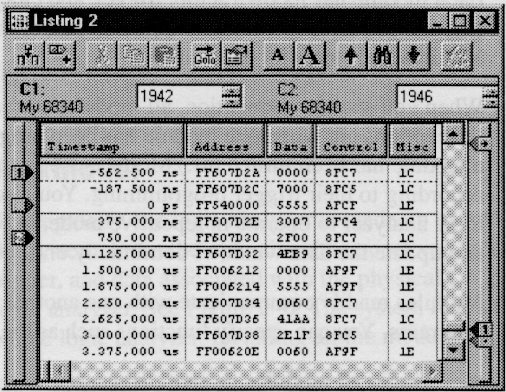 Listing 2
GoTo A A
C1: 1942 C2: 1946
My 68340 My 68340
Timestamp Address Data Control Misc
-562.500 ns FF607D2A 0000 8FC7 1C
-187.500 ns FF607D2C 7000 8FC5 1C
0 ps FF540000 5555 AFCF 1E
375.000 ns FF607D2E 3007 8FC4 1C
750.000 ns FF607D30 2F00 8FC7 1C
1.125,000 us FF607D32 4EB9 8FC7 1C
1.500,000 us FF006212 0000 AF9F 1E
1.875,000 us FF006214 5555 AF9F 1E
2.250,000 us FF607D34 0060 8FC7 1C
2.625,000 us FF607D36 41AA 8FC7 1C
3.000,000 us FF607D38 2E1F 8FC5 1C
3.375,000 us FF00620E 0060 AF9F 1E